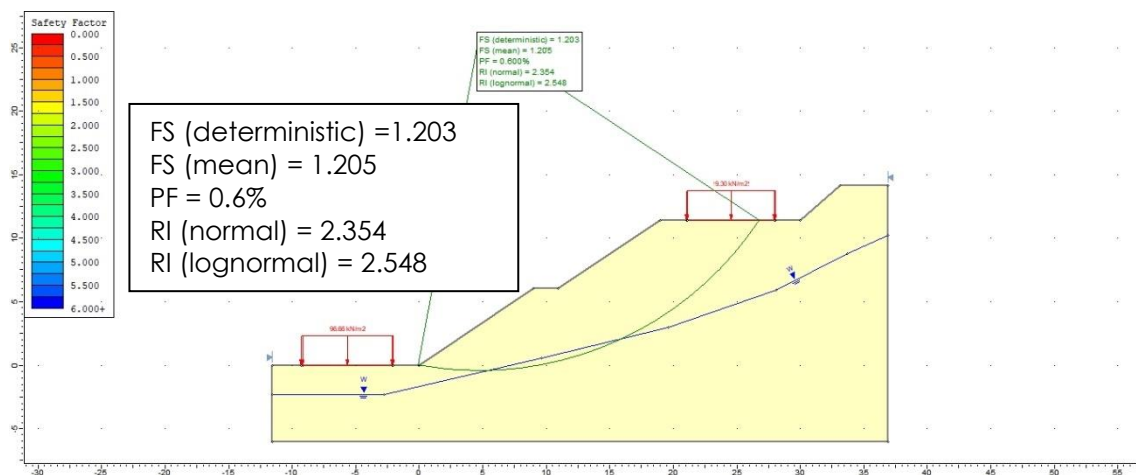 Safety Factor
0.000
0.500
1.000
1.500
2.000
2.500
3.000
3.500
4.000
4.500
5.000
5.500
6.000+
FS (deterministic) = 1.203
FS (mean) = 1.205
PF = 0.600%
RI (normal) = 2.354
RI (lognormal) = 2.548
FS (deterministic) =1.203
FS (mean) = 1.205
PF = 0.6%
RI (normal) = 2.354
RI (lognormal) = 2.548
kN/m2
kN/m2
W
W
25
20
15
10
5
0
-5
-30 -25 -20 -15 -10 -5 0 5 10 15 20 25 30 35 40 45 50 55